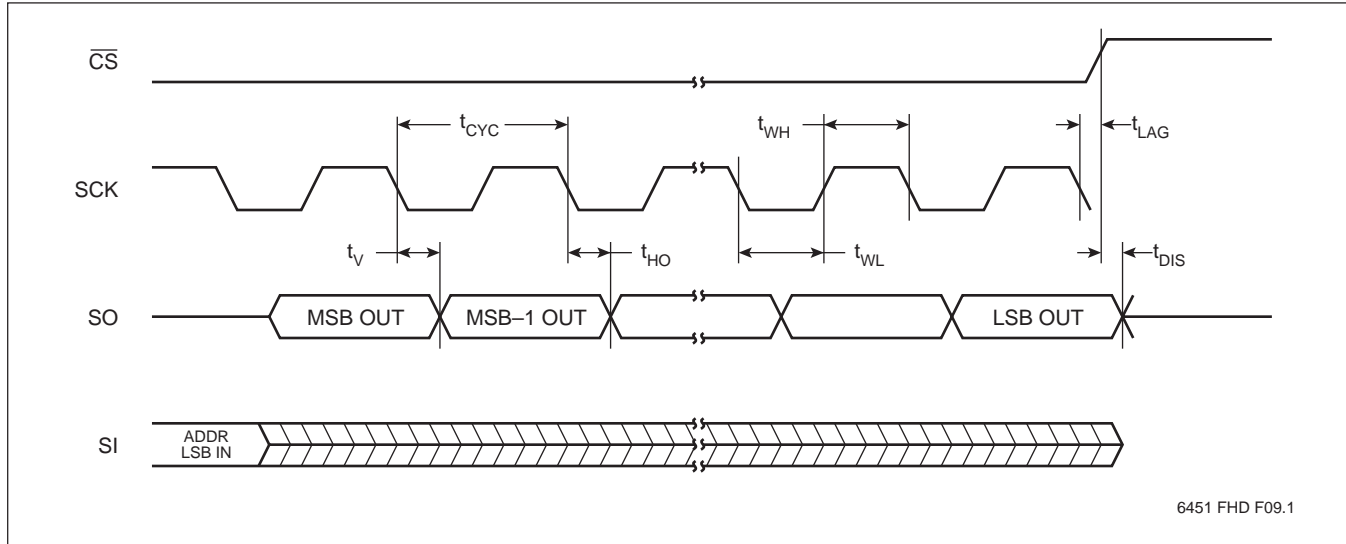 CS
tCYC
tWH
tLAG
SCK
tV
tHO
tWL
tDIS
SO
MSB OUT
MSB–1 OUT
LSB OUT
SI
ADDR
LSB IN
6451 FHD F09.1